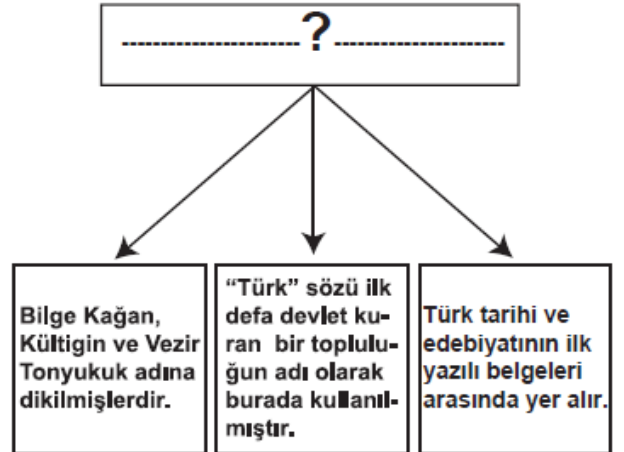 -----------------------?----------------------
Bilge Kağan,
Kültigin ve Vezir
Tonyukuk adına
dikilmişlerdir.
“Türk” sözü ilk
defa devlet ku-
ran bir toplulu-
ğun adı olarak
burada kullanıl-
mıştır.
Türk tarihi ve
edebiyatının ilk
yazılı belgeleri
arasında yer alır.